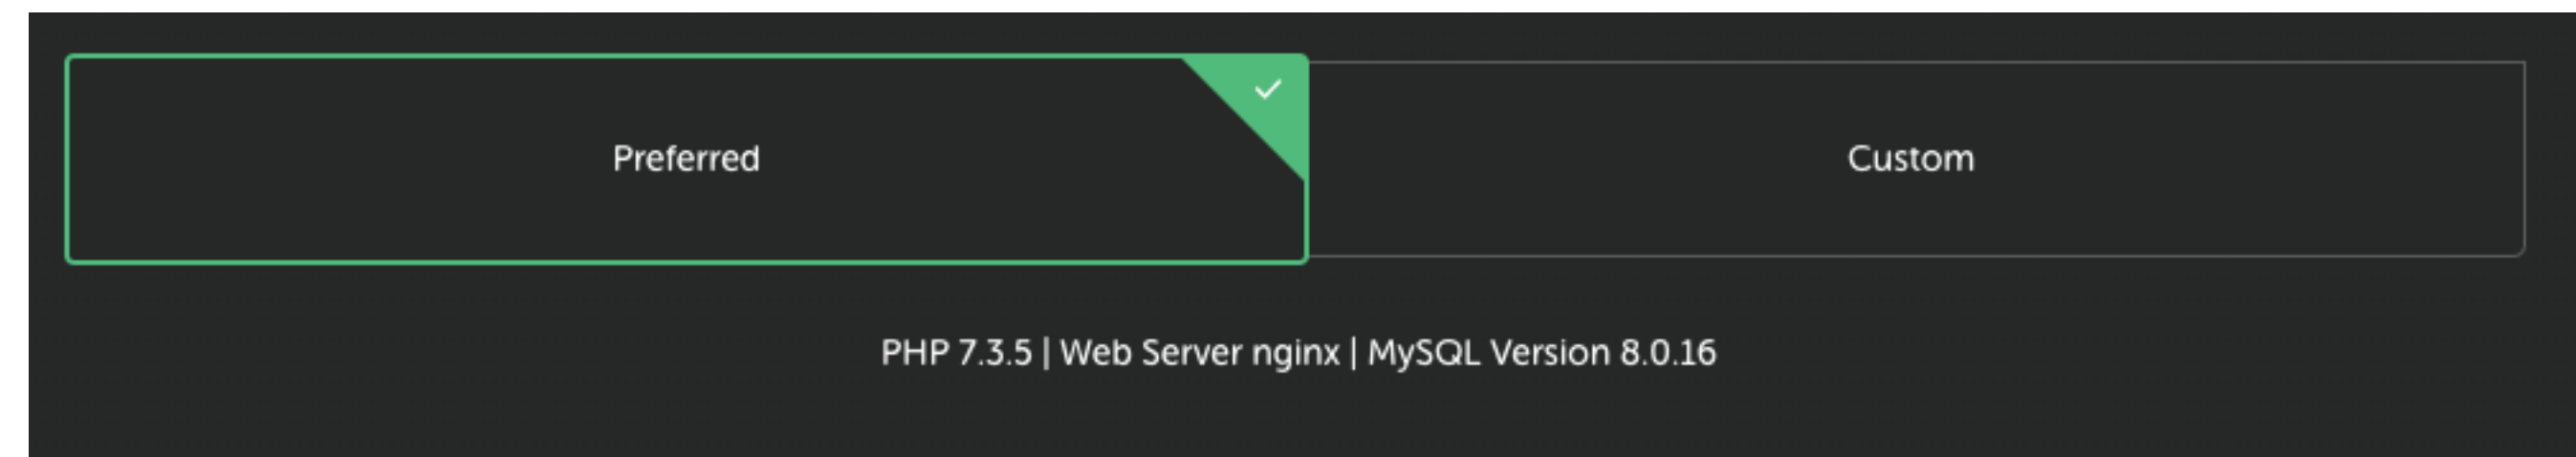 Preferred
Custom
PHP 7.3.5 | Web Server nginx | MySQL Version 8.0.16